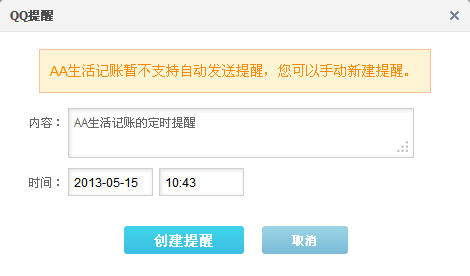 QQ提醒
AA生活记账暂不支持自动发送提醒，您可以手动新建提醒。
内容：
AA生活记账的定时提醒
时间：
2013-05-15 10:43
创建提醒 取消